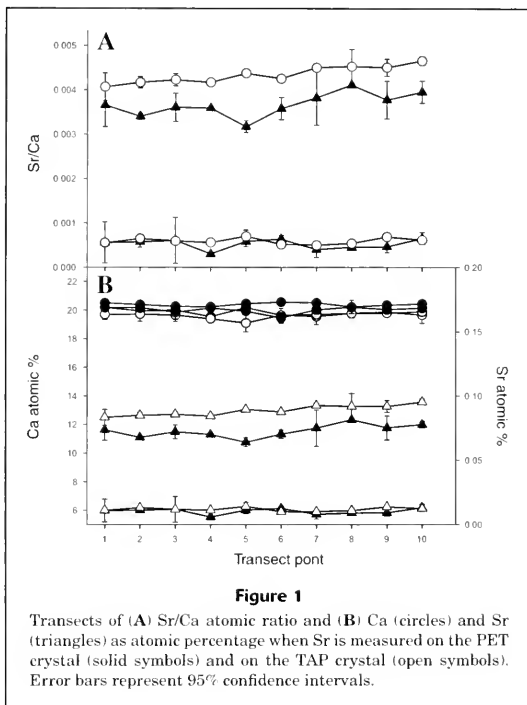 A
0 005
0 004
0 003
0 002
0 001
0 000
Sr/Ca
B
20
18
16
14
12
10
8
6
Ca atomic %
0 20
0 15
0 10
0 05
0 00
Sr atomic %
1 2 3 4 5 6 7 8 9 10
Transect pont
Figure 1
Transects of (A) Sr/Ca atomic ratio and (B) Ca (circles) and Sr
(triangles) as atomic percentage when Sr is measured on the PET
crystal (solid symbols) and on the TAP crystal (open symbols).
Error bars represent 95% confidence intervals.